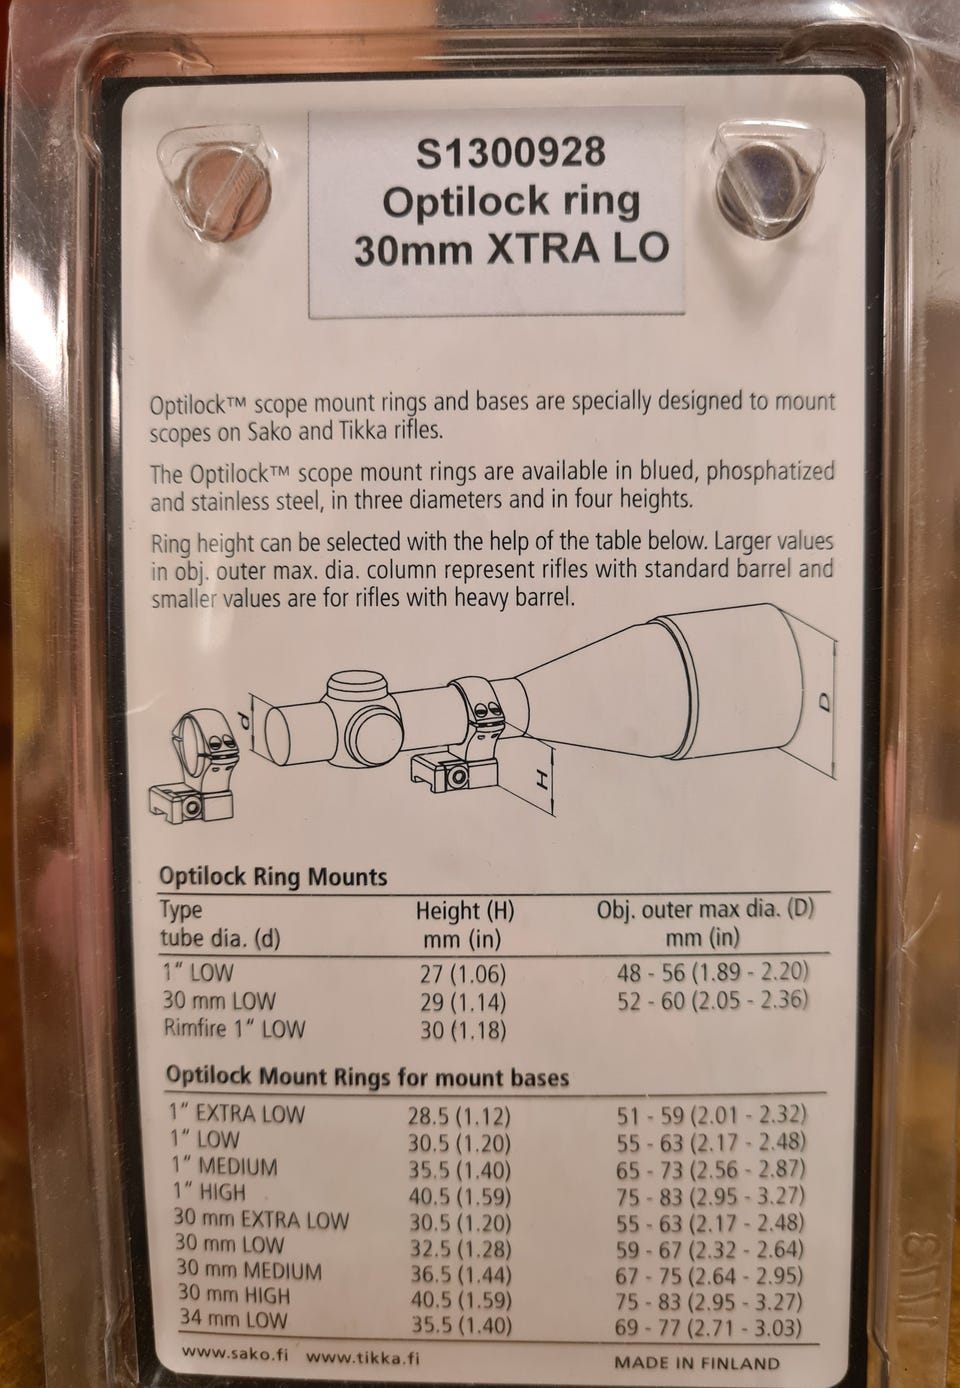 S1300928
Optilock ring
30mm XTRA LO
Optilock™ scope mount rings and bases are specially designed to mount
scopes on Sako and Tikka rifles.
The Optilock™ scope mount rings are available in blued, phosphatized
and stainless steel, in three diameters and in four heights.
Ring height can be selected with the help of the table below. Larger values
in obj. outer max. dia. column represent rifles with standard barrel and
smaller values are for rifles with heavy barrel.
d
H
D
Optilock Ring Mounts
Type Height (H) Obj. outer max dia. (D)
tube dia. (d) mm (in) mm (in)
1" LOW 27 (1.06) 48 - 56 (1.89 - 2.20)
30 mm LOW 29 (1.14) 52 - 60 (2.05 - 2.36)
Rimfire 1" LOW 30 (1.18)
Optilock Mount Rings for mount bases
1" EXTRA LOW 28.5 (1.12) 51 - 59 (2.01 - 2.32)
1" LOW 30.5 (1.20) 55 - 63 (2.17 - 2.48)
1" MEDIUM 35.5 (1.40) 65 - 73 (2.56 - 2.87)
1" HIGH 40.5 (1.59) 75 - 83 (2.95 - 3.27)
30 mm EXTRA LOW 30.5 (1.20) 55 - 63 (2.17 - 2.48)
30 mm LOW 32.5 (1.28) 59 - 67 (2.32 - 2.64)
30 mm MEDIUM 36.5 (1.44) 67 - 75 (2.64 - 2.95)
30 mm HIGH 40.5 (1.59) 75 - 83 (2.95 - 3.27)
34 mm LOW 35.5 (1.40) 69 - 77 (2.71 - 3.03)
www.sako.fi www.tikka.fi MADE IN FINLAND